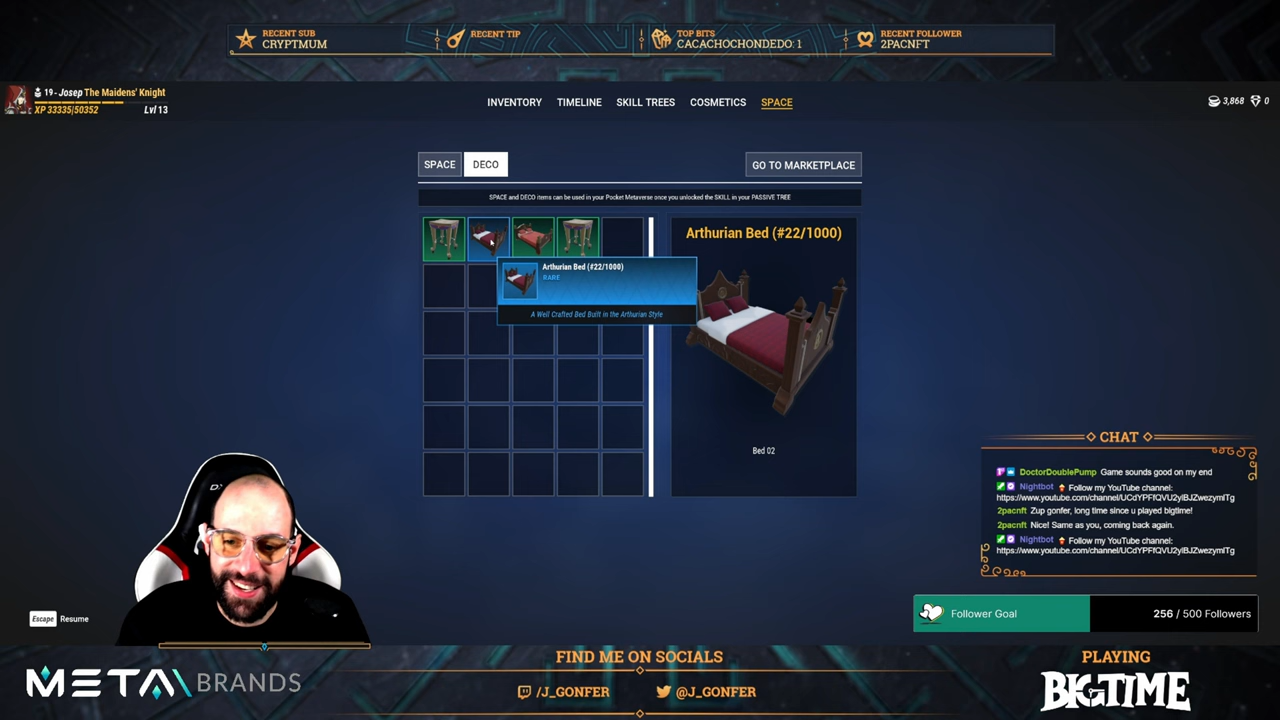 RECENT SUB
CRYPTMUM
RECENT TIP
TOP BITS
CACACHOCHONDEDO: 1
RECENT FOLLOWER
2PACNFT
19 - Josep The Maidens' Knight
XP 33335|50352
Lvl 13
INVENTORY
TIMELINE
SKILL TREES
COSMETICS
SPACE
3,868
0
SPACE
DECO
GO TO MARKETPLACE
SPACE and DECO items can be used in your Pocket Metaverse once you unlocked the SKILL in your PASSIVE TREE
Arthurian Bed (#22/1000)
RARE
A Well Crafted Bed Built in the Arthurian Style
Arthurian Bed (#22/1000)
Bed 02
CHAT
DoctorDoublePump Game sounds good on my end
Nightbot Follow my YouTube channel:
https://www.youtube.com/channel/UCdYPFfQVU2yIBJZwezymlTg
2pacnft Zup gonfer, long time since u played bigtime!
2pacnft Nice! Same as you, coming back again.
Nightbot Follow my YouTube channel:
https://www.youtube.com/channel/UCdYPFfQVU2yIBJZwezymlTg
Follower Goal
256 / 500 Followers
Escape Resume
META BRANDS
FIND ME ON SOCIALS
/J_GONFER
@J_GONFER
PLAYING
BIGTIME